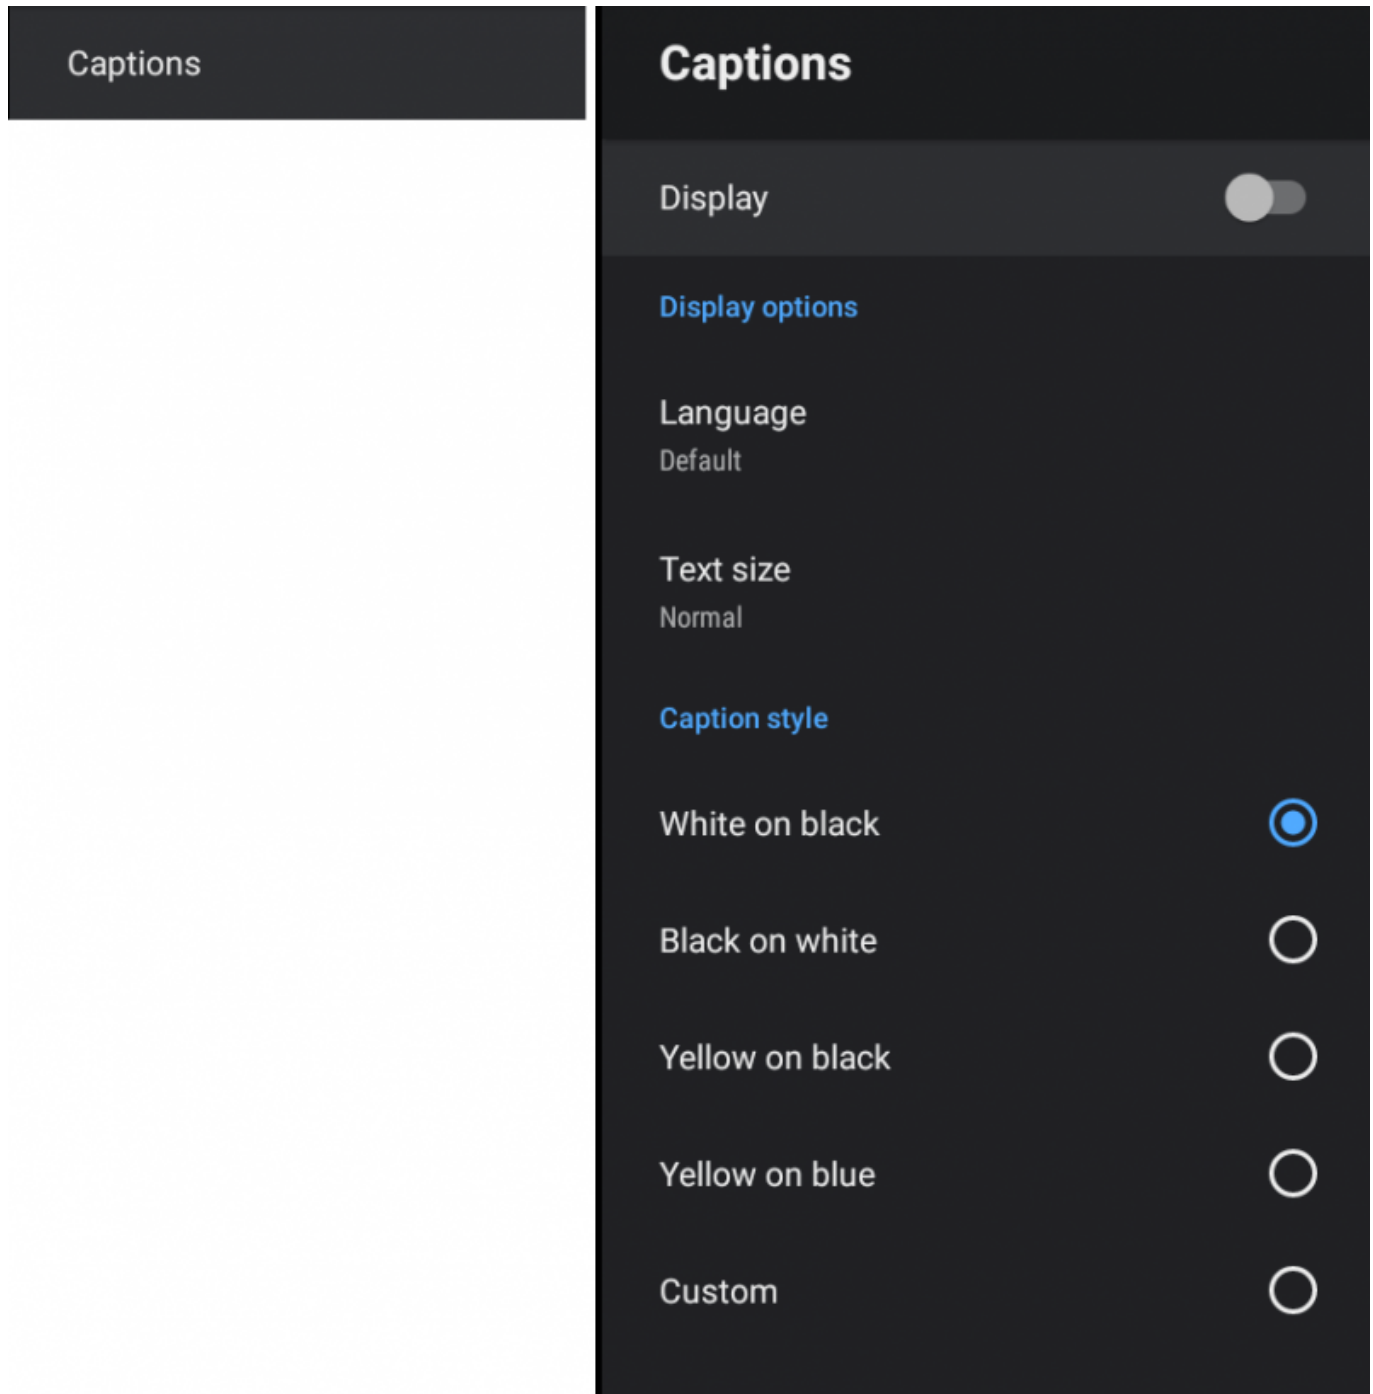 Captions
Captions
Display
Display options
Language
Default
Text size
Normal
Caption style
White on black
Black on white
Yellow on black
Yellow on blue
Custom